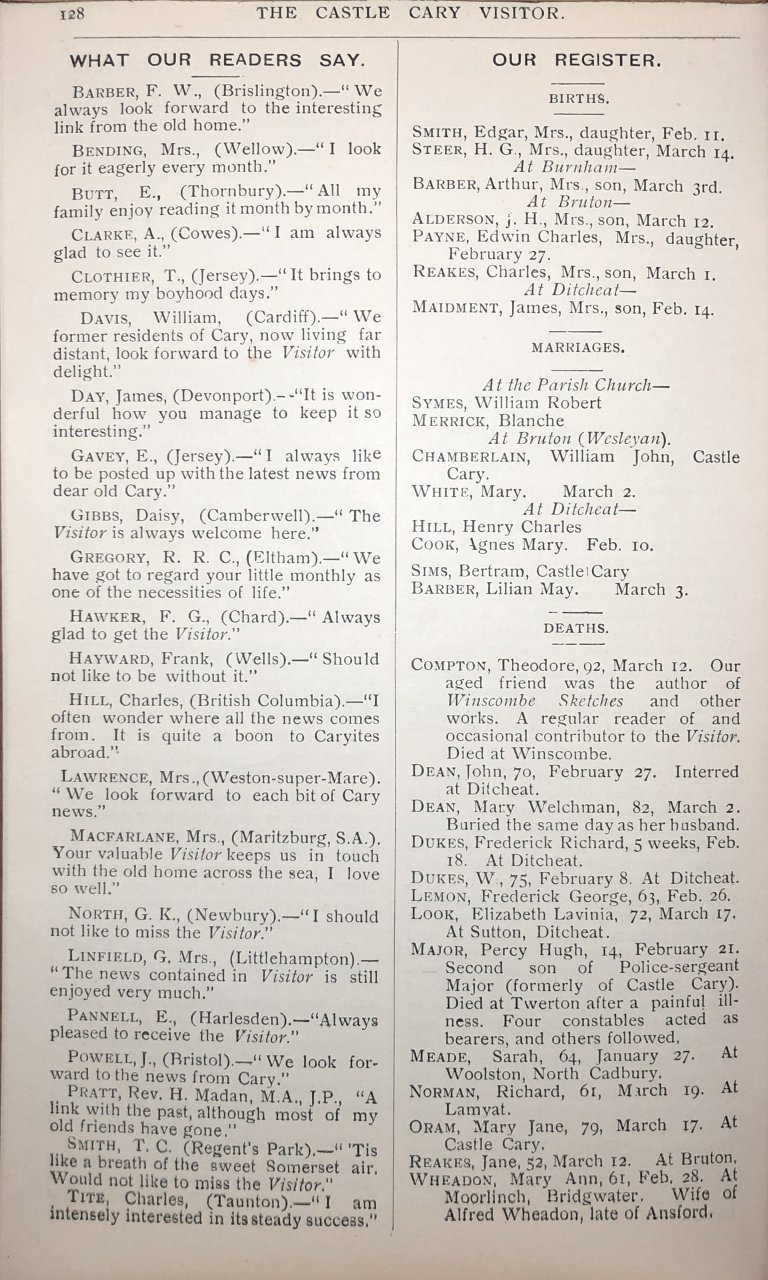 128
THE CASTLE CARY VISITOR.
WHAT OUR READERS SAY.
BARBER, F. W., (Brislington).—“ We
always look forward to the interesting
link from the old home.”
BENDING, Mrs., (Wellow).—“ I look
for it eagerly every month.”
BUTT, E., (Thornbury).—“ All my
family enjoy reading it month by month.”
CLARKE, A., (Cowes).—“ I am always
glad to see it.”
CLOTHIER, T., (Jersey).—“ It brings to
memory my boyhood days.”
DAVIS, William, (Cardiff).—“ We
former residents of Cary, now living far
distant, look forward to the Visitor with
delight.”
DAY, James, (Devonport).--“It is won-
derful how you manage to keep it so
interesting.”
GAVEY, E., (Jersey).—“ I always like
to be posted up with the latest news from
dear old Cary.”
GIBBS, Daisy, (Camberwell).—“ The
Visitor is always welcome here.”
GREGORY, R. R. C., (Eltham).—“ We
have got to regard your little monthly as
one of the necessities of life.”
HAWKER, F. G., (Chard).—“ Always
glad to get the Visitor.”
HAYWARD, Frank, (Wells).—“ Should
not like to be without it.”
HILL, Charles, (British Columbia).—“I
often wonder where all the news comes
from. It is quite a boon to Caryites
abroad.”
LAWRENCE, Mrs., (Weston-super-Mare).
“ We look forward to each bit of Cary
news.”
MACFARLANE, Mrs., (Maritzburg, S.A.).
Your valuable Visitor keeps us in touch
with the old home across the sea, I love
so well.”
NORTH, G. K., (Newbury).—“ I should
not like to miss the Visitor.”
LINFIELD, G. Mrs., (Littlehampton).—
“ The news contained in Visitor is still
enjoyed very much.”
PANNELL, E., (Harlesden).—“Always
pleased to receive the Visitor.”
POWELL, J., (Bristol).—“ We look for-
ward to the news from Cary.”
PRATT, Rev. H. Madan, M.A., J.P., “A
link with the past, although most of my
old friends have gone.”
SMITH, T. C. (Regent's Park).—“ 'Tis
like a breath of the sweet Somerset air.
Would not like to miss the Visitor.”
TITE, Charles, (Taunton).—“ I am
intensely interested in its steady success.”
OUR REGISTER.
BIRTHS.
SMITH, Edgar, Mrs., daughter, Feb. 11.
STEER, H. G., Mrs., daughter, March 14.
At Burnham—
BARBER, Arthur, Mrs., son, March 3rd.
At Bruton—
ALDERSON, J. H., Mrs., son, March 12.
PAYNE, Edwin Charles, Mrs., daughter,
February 27.
REAKES, Charles, Mrs., son, March 1.
At Ditcheat—
MAIDMENT, James, Mrs., son, Feb. 14.
MARRIAGES.
At the Parish Church—
SYMES, William Robert
MERRICK, Blanche
At Bruton (Wesleyan).
CHAMBERLAIN, William John, Castle
Cary.
WHITE, Mary. March 2.
At Ditcheat—
HILL, Henry Charles
COOK, Agnes Mary. Feb. 10.
SIMS, Bertram, Castle Cary
BARBER, Lilian May. March 3.
DEATHS.
COMPTON, Theodore, 92, March 12. Our
aged friend was the author of
Winscombe Sketches and other
works. A regular reader of and
occasional contributor to the Visitor.
Died at Winscombe.
DEAN, John, 70, February 27. Interred
at Ditcheat.
DEAN, Mary Welchman, 82, March 2.
Buried the same day as her husband.
DUKES, Frederick Richard, 5 weeks, Feb.
18. At Ditcheat.
DUKES, W., 75, February 8. At Ditcheat.
LEMON, Frederick George, 63, Feb. 26.
LOOK, Elizabeth Lavinia, 72, March 17.
At Sutton, Ditcheat.
MAJOR, Percy Hugh, 14, February 21.
Second son of Police-sergeant
Major (formerly of Castle Cary).
Died at Twerton after a painful ill-
ness. Four constables acted as
bearers, and others followed.
MEADE, Sarah, 64, January 27. At
Woolston, North Cadbury.
NORMAN, Richard, 61, March 19. At
Lamyat.
ORAM, Mary Jane, 79, March 17. At
Castle Cary.
REAKES, Jane, 52, March 12. At Bruton.
WHEADON, Mary Ann, 61, Feb. 28. At
Moorlinch, Bridgwater. Wife of
Alfred Wheadon, late of Ansford.